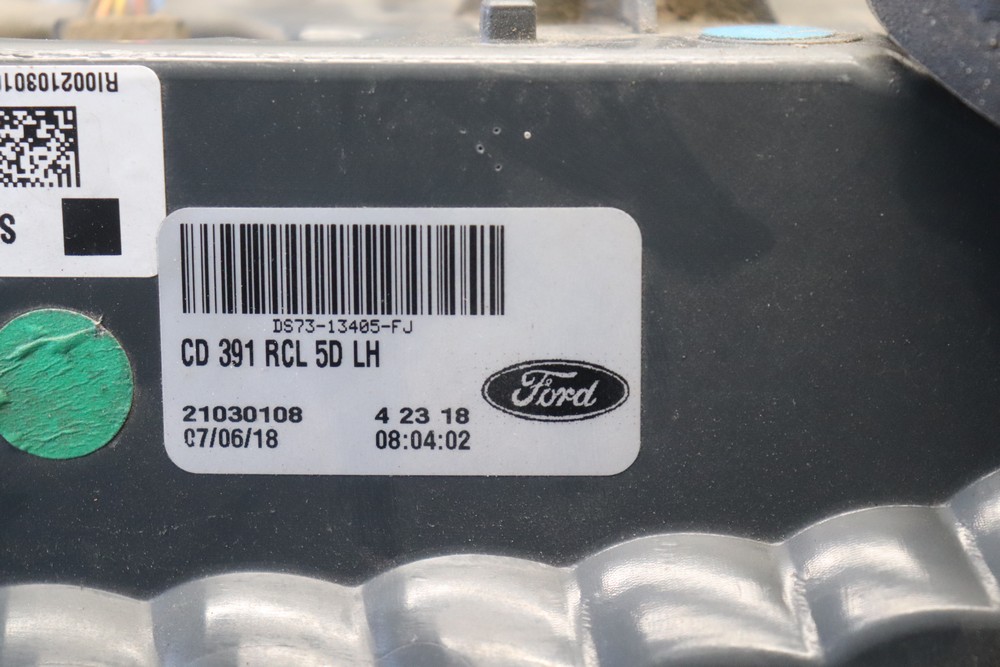 RI00210301
S
DS73-13405-FJ
CD 391 RCL 5D LH
Ford
21030108 4 23 18
07/06/18 08:04:02